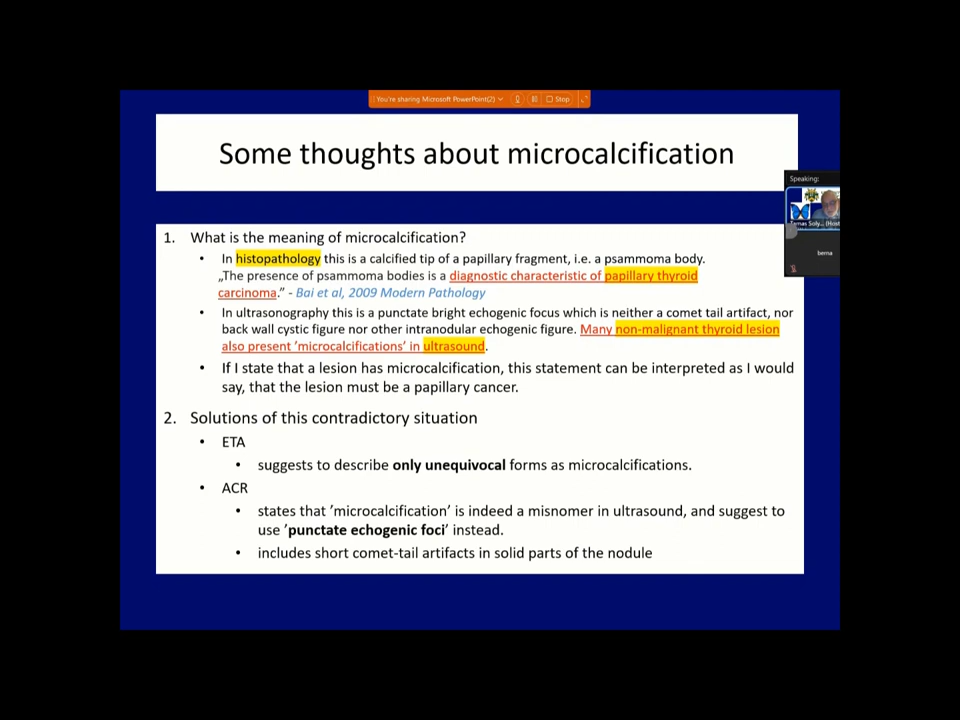 You're sharing Microsoft PowerPoint(2)
Stop
Some thoughts about microcalcification
Speaking:
Tamas Soly... (Host
bema
1. What is the meaning of microcalcification?
• In histopathology this is a calcified tip of a papillary fragment, i.e. a psammoma body.
„The presence of psammoma bodies is a diagnostic characteristic of papillary thyroid
carcinoma.” - Bai et al, 2009 Modern Pathology
• In ultrasonography this is a punctate bright echogenic focus which is neither a comet tail artifact, nor
back wall cystic figure nor other intranodular echogenic figure. Many non-malignant thyroid lesion
also present ’microcalcifications’ in ultrasound.
• If I state that a lesion has microcalcification, this statement can be interpreted as I would
say, that the lesion must be a papillary cancer.
2. Solutions of this contradictory situation
• ETA
• suggests to describe only unequivocal forms as microcalcifications.
• ACR
• states that ’microcalcification’ is indeed a misnomer in ultrasound, and suggest to
use ’punctate echogenic foci’ instead.
• includes short comet-tail artifacts in solid parts of the nodule